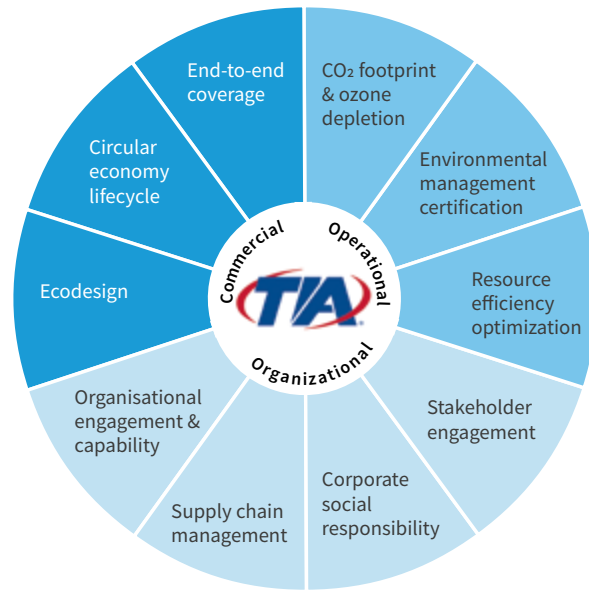 End-to-end
coverage
CO₂ footprint
& ozone
depletion
Circular
economy
lifecycle
Environmental
management
certification
Ecodesign
Commercial
Operational
TIA
Organizational
Resource
efficiency
optimization
Organisational
engagement &
capability
Stakeholder
engagement
Supply chain
management
Corporate
social
responsibility